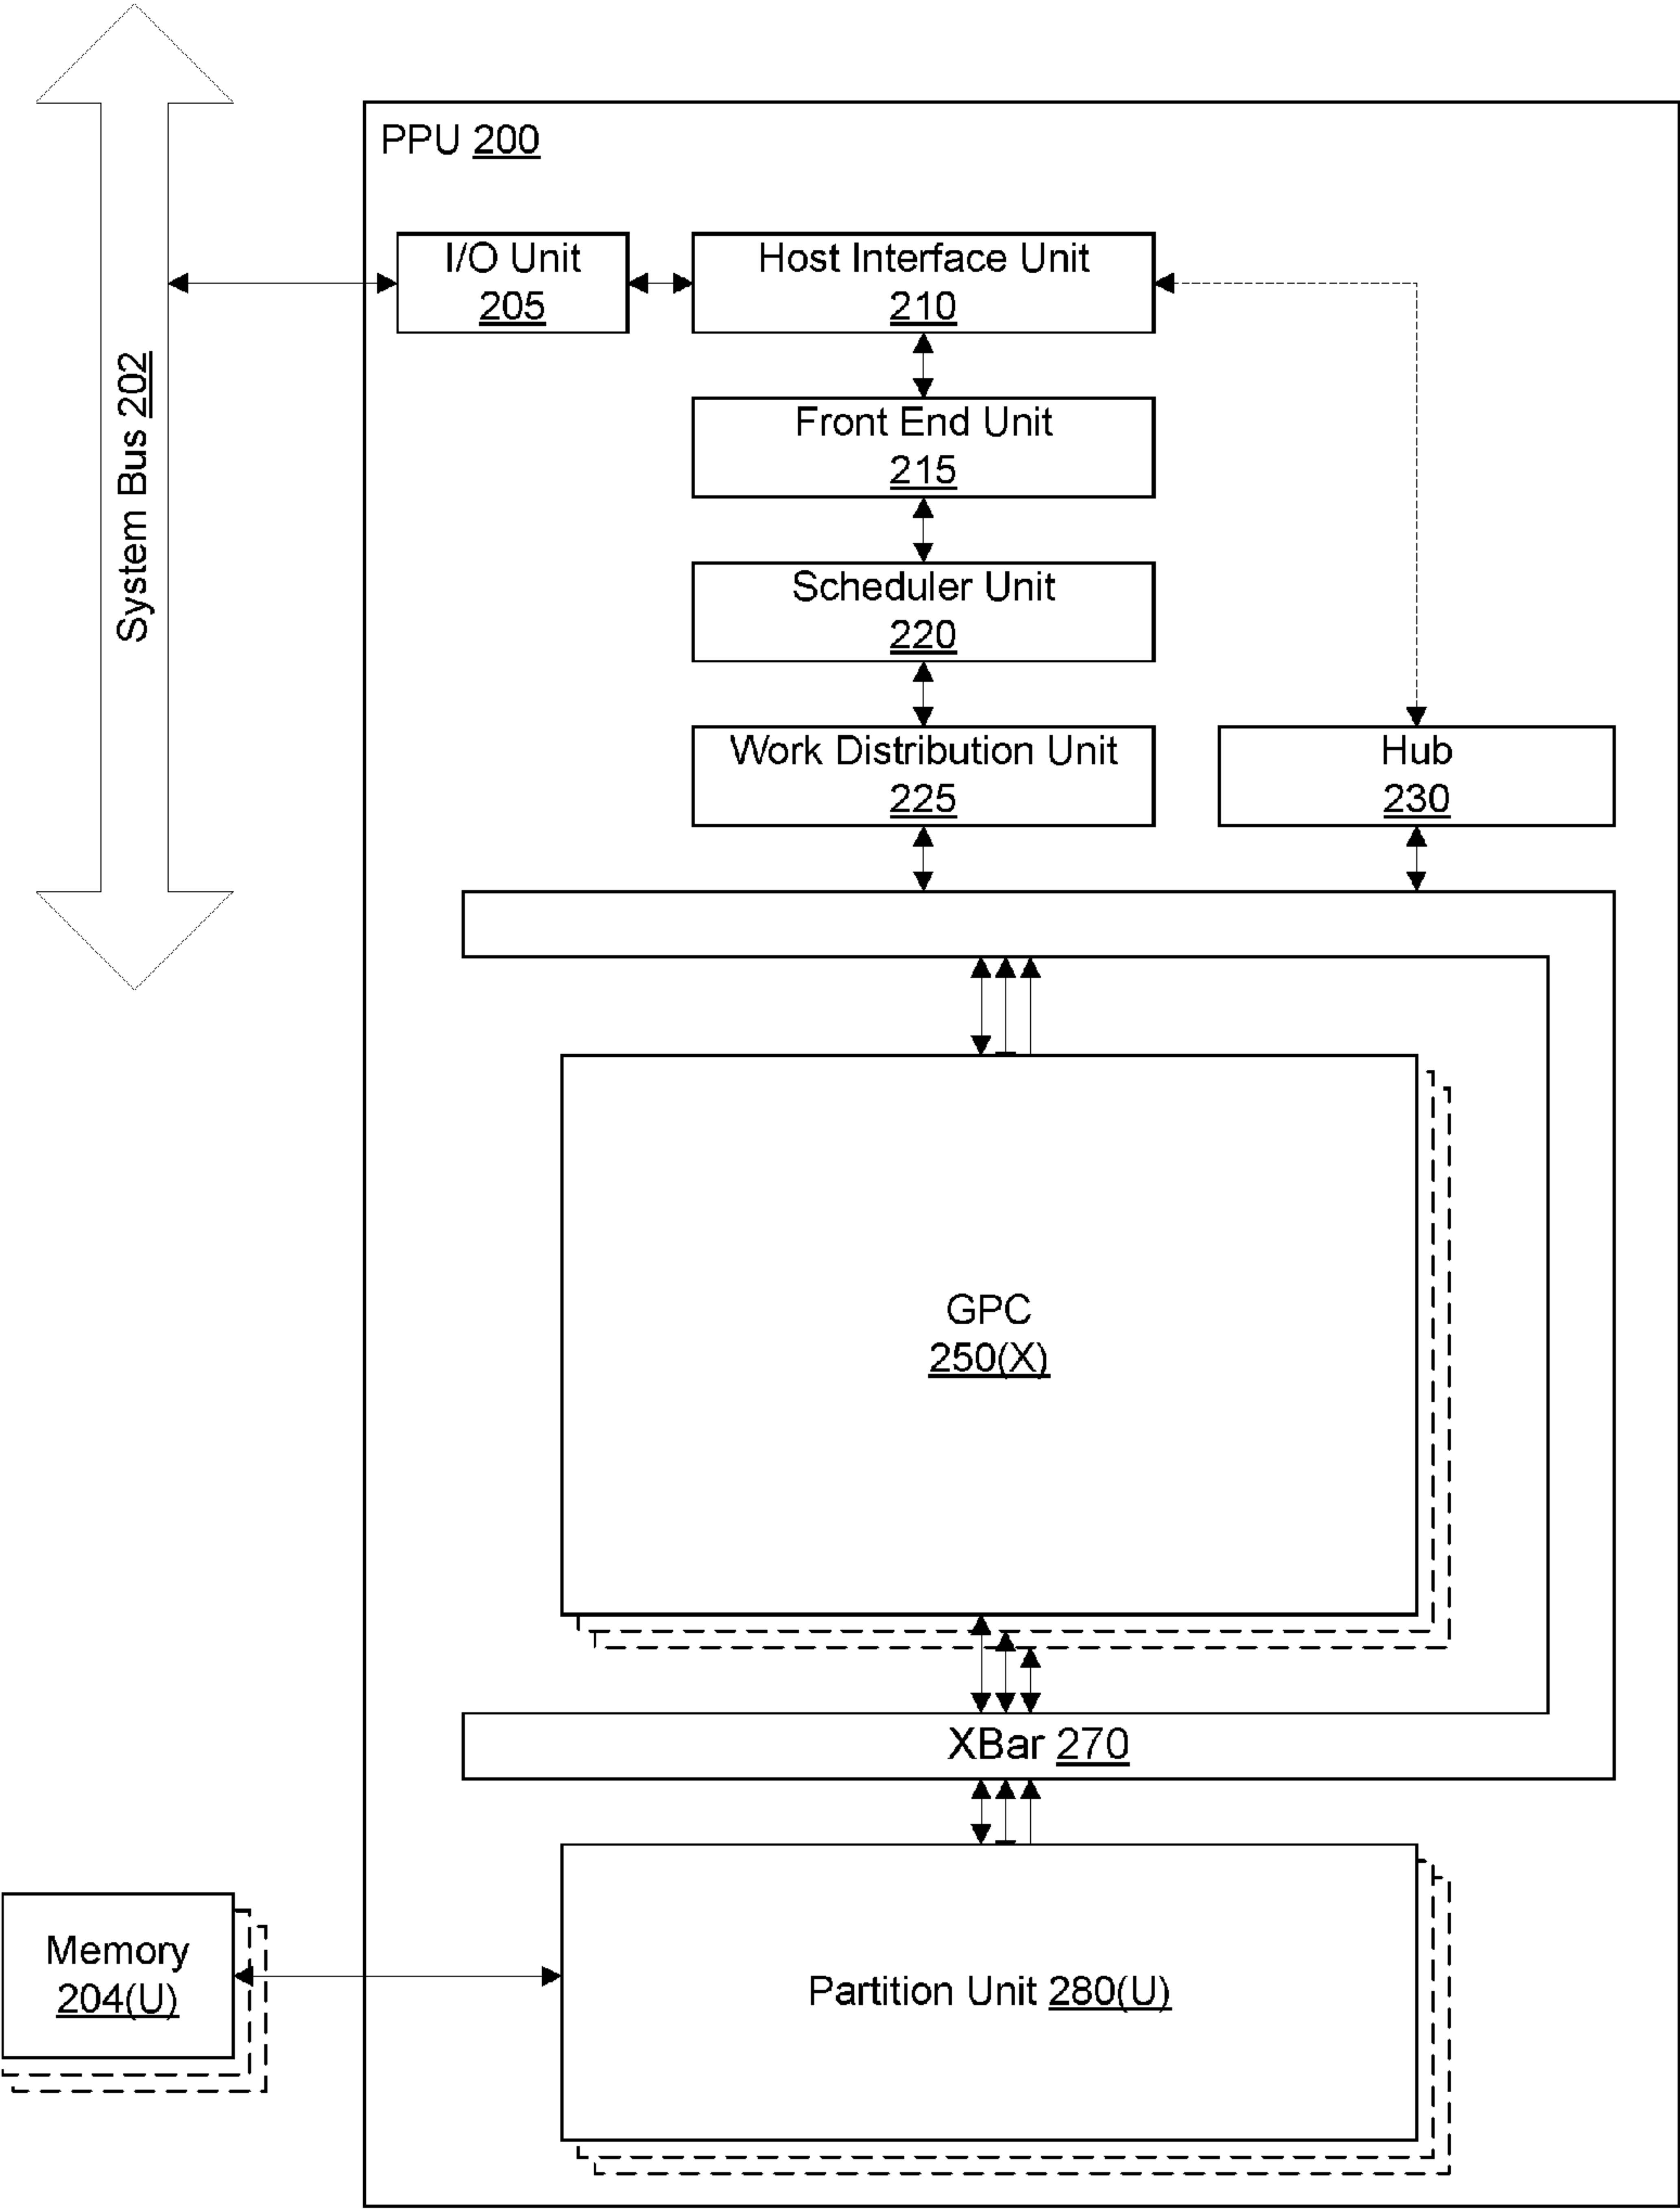 PPU 200
I/O Unit
205
Host Interface Unit
210
System Bus 202
Front End Unit
215
Scheduler Unit
220
Work Distribution Unit
225
Hub
230
GPC
250(X)
XBar 270
Memory
204(U)
Partition Unit 280(U)